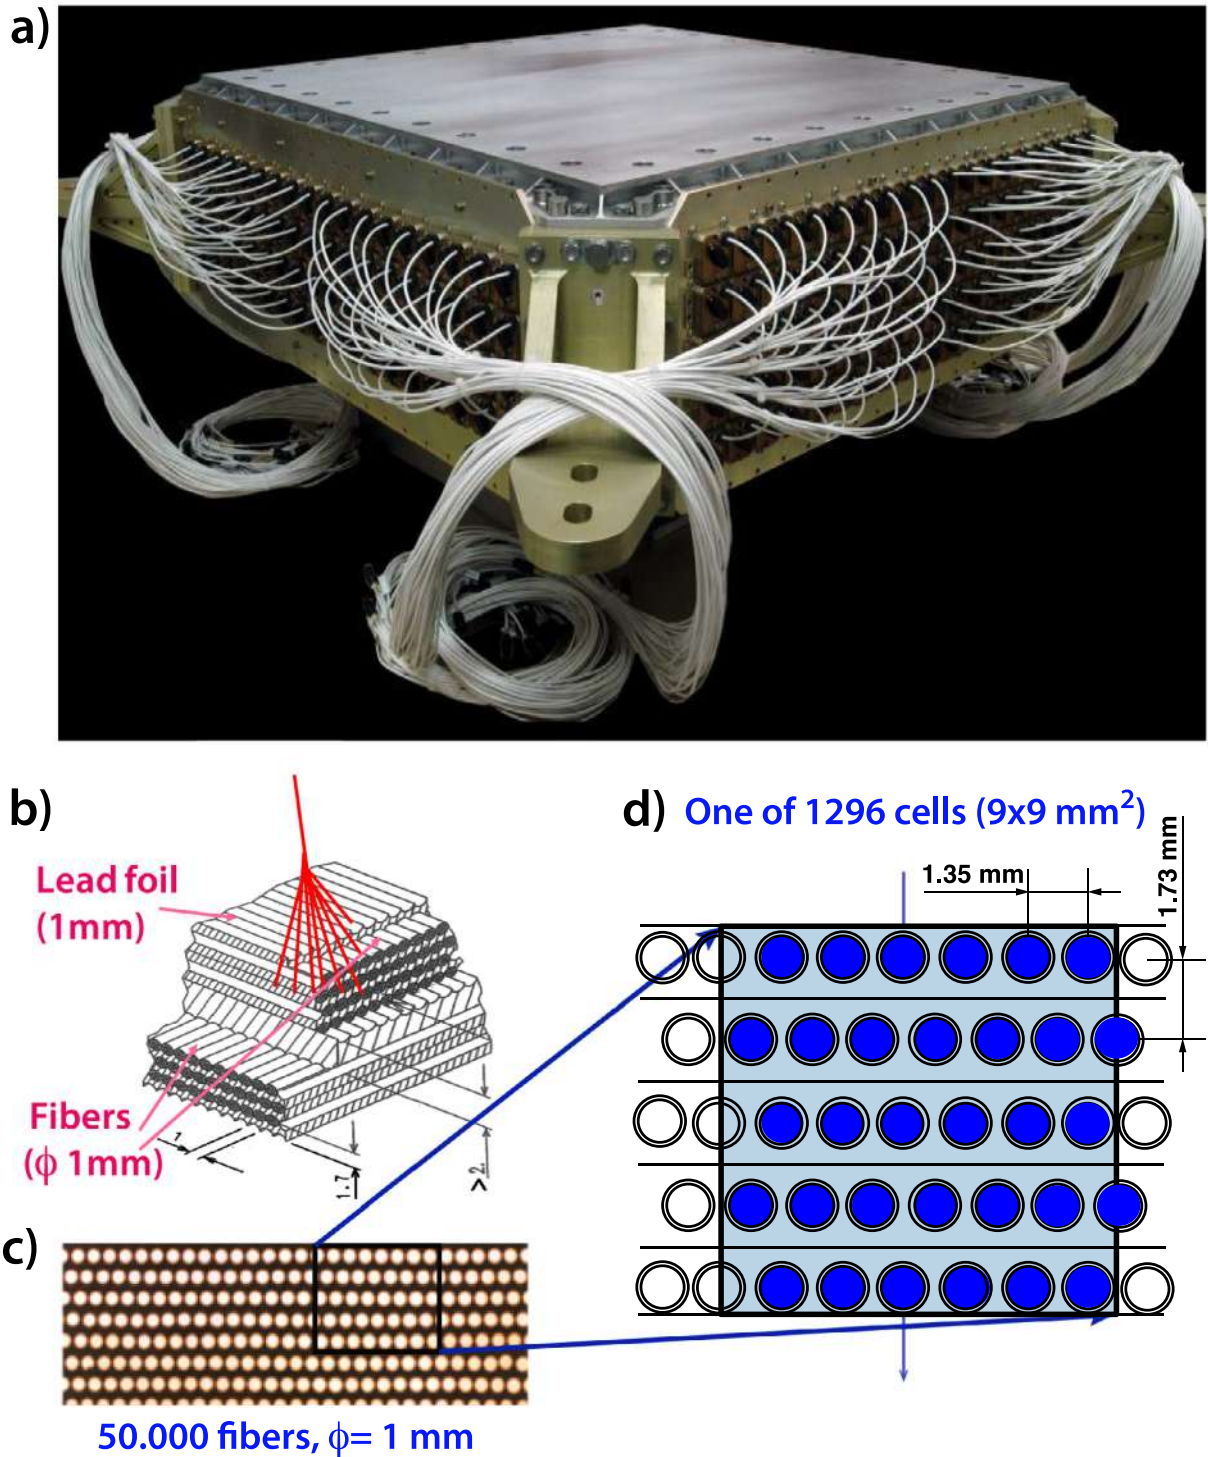 a)
b)
Lead foil
(1mm)
Fibers
(ϕ 1mm)
1
1.7
>2.
c)
50.000 fibers, ϕ= 1 mm
d) One of 1296 cells (9x9 mm²)
1.35 mm
1.73 mm